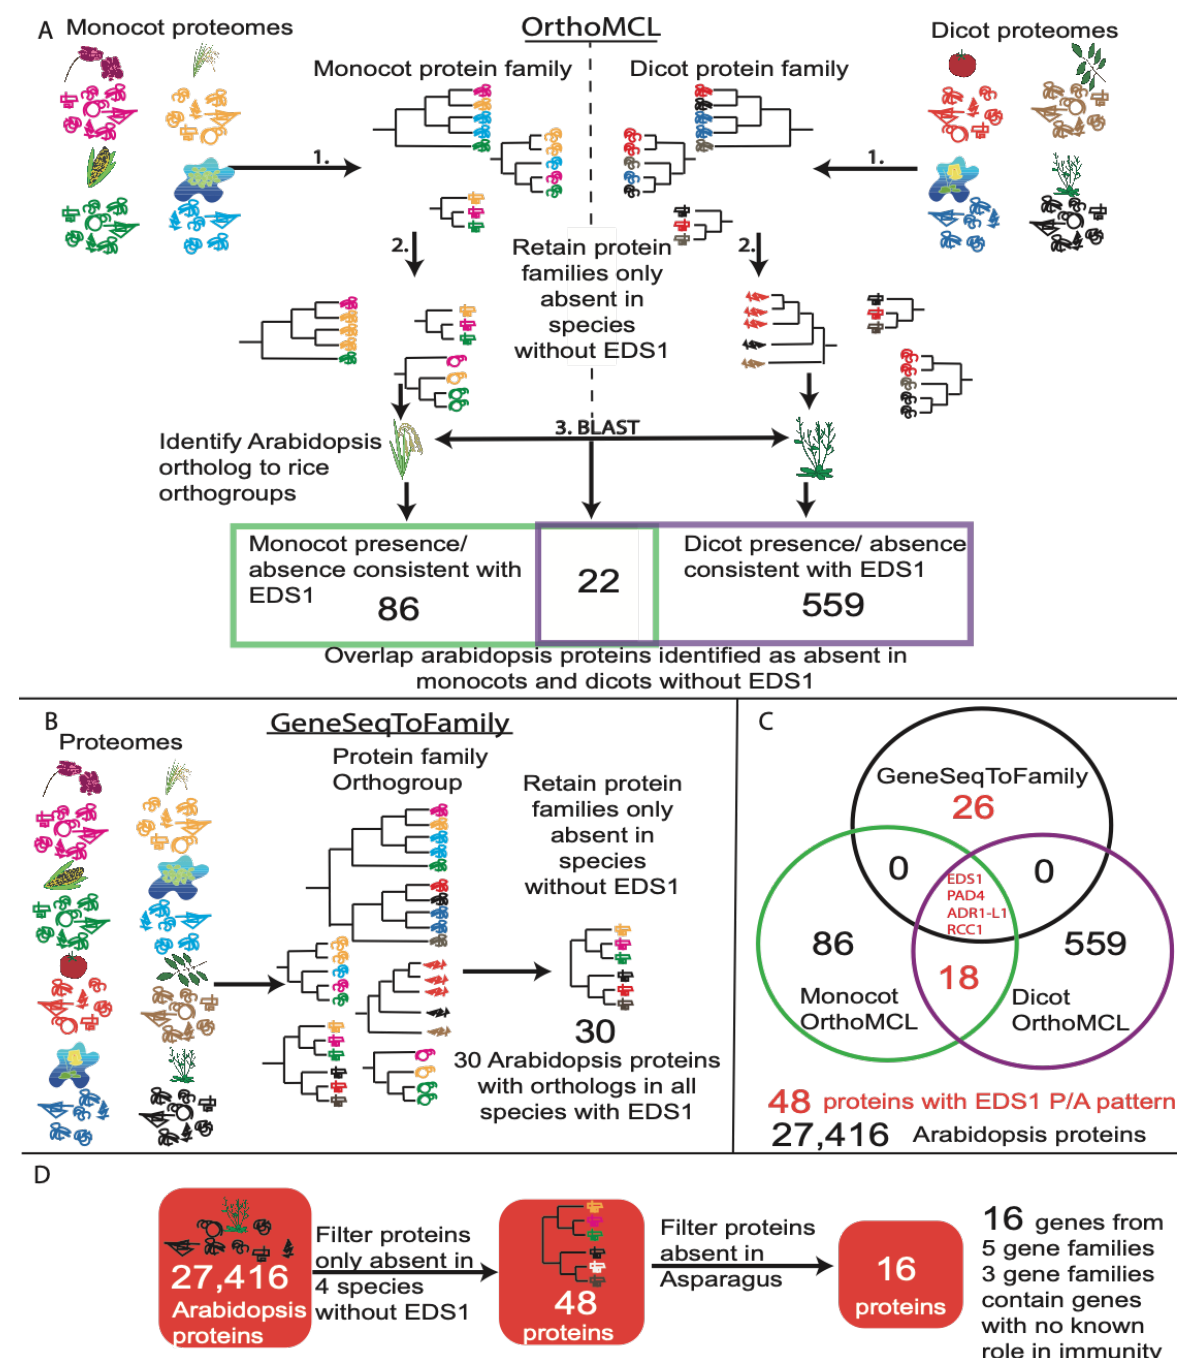 A
Monocot proteomes
OrthoMCL
Dicot proteomes
Monocot protein family
Dicot protein family
1.
1.
2.
2.
Retain protein
families only
absent in
species
without EDS1
3. BLAST
Identify Arabidopsis
ortholog to rice
orthogroups
Monocot presence/
absence consistent with
EDS1
86
22
Dicot presence/ absence
consistent with EDS1
559
Overlap arabidopsis proteins identified as absent in
monocots and dicots without EDS1
B
GeneSeqToFamily
Proteomes
Protein family
Orthogroup
Retain protein
families only
absent in
species
without EDS1
30
30 Arabidopsis proteins
with orthologs in all
species with EDS1
C
GeneSeqToFamily
26
0
0
EDS1
PAD4
ADR1-L1
RCC1
86
559
18
Monocot
OrthoMCL
Dicot
OrthoMCL
48 proteins with EDS1 P/A pattern
27,416 Arabidopsis proteins
D
27,416
Arabidopsis
proteins
Filter proteins
only absent in
4 species
without EDS1
48
proteins
Filter proteins
absent in
Asparagus
16
proteins
16 genes from
5 gene families
3 gene families
contain genes
with no known
role in immunity